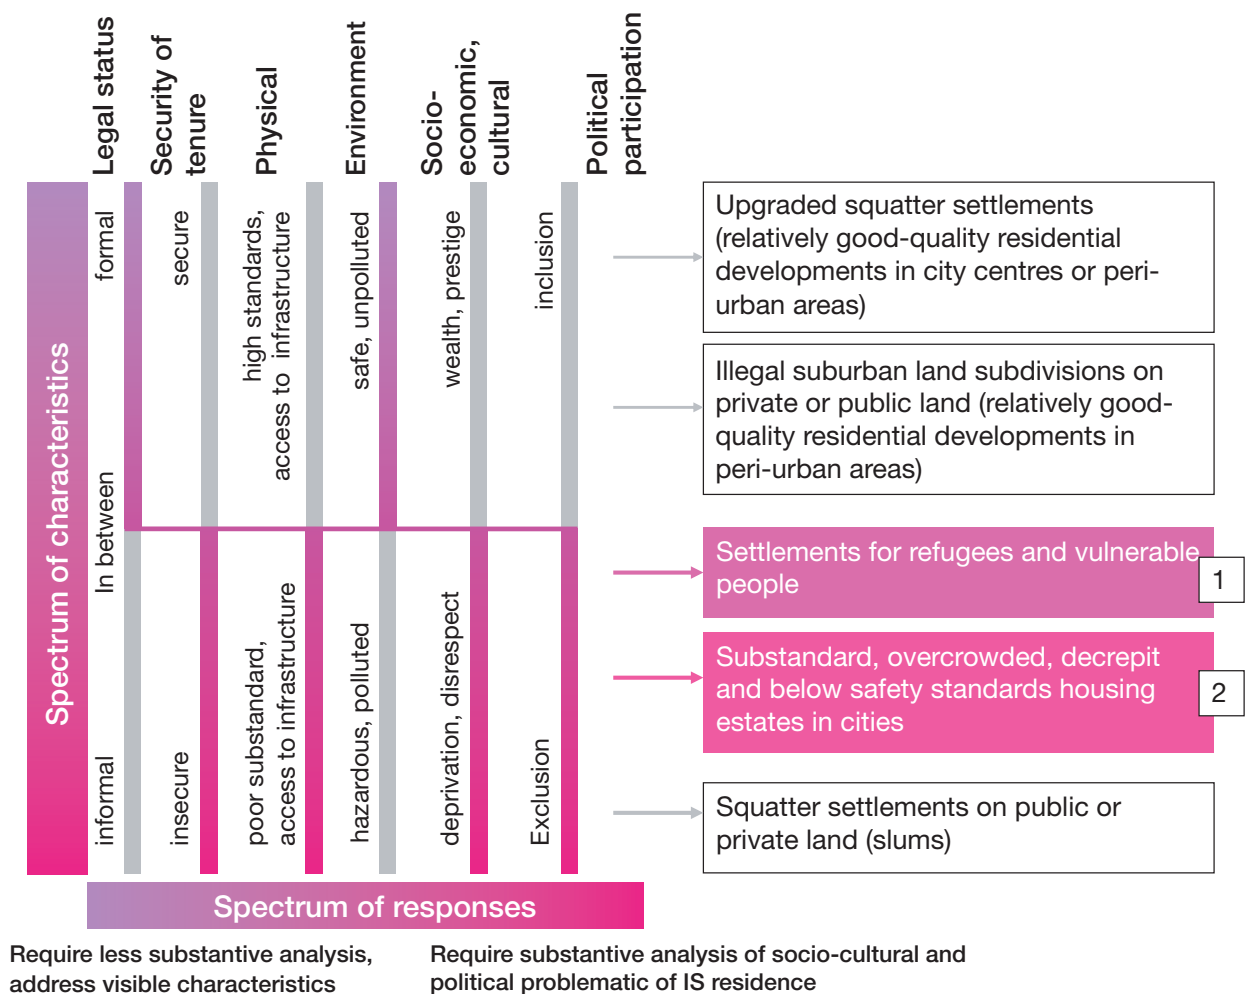 Legal status
Security of
tenure
Physical
Environment
Socio-
economic,
cultural
Political
participation
Spectrum of characteristics
formal
In between
informal
secure
insecure
high standards,
access to infrastructure
poor substandard,
access to infrastructure
safe, unpolluted
hazardous, polluted
wealth, prestige
deprivation, disrespect
inclusion
Exclusion
Upgraded squatter settlements
(relatively good-quality residential
developments in city centres or peri-
urban areas)
Illegal suburban land subdivisions on
private or public land (relatively good-
quality residential developments in
peri-urban areas)
Settlements for refugees and vulnerable
people
1
Substandard, overcrowded, decrepit
and below safety standards housing
estates in cities
2
Squatter settlements on public or
private land (slums)
Spectrum of responses
Require less substantive analysis,
address visible characteristics
Require substantive analysis of socio-cultural and
political problematic of IS residence